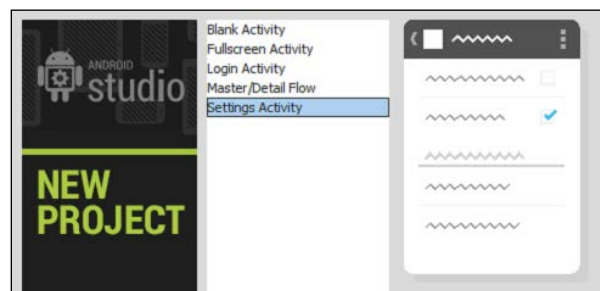 ANDROID
studio
NEW
PROJECT
Blank Activity
Fullscreen Activity
Login Activity
Master/Detail Flow
Settings Activity